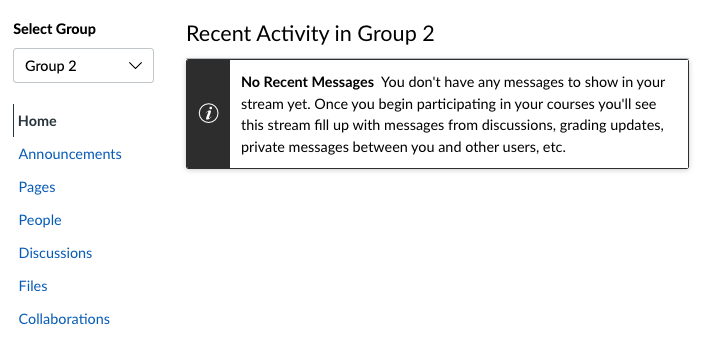 Select Group
Group 2
Home
Announcements
Pages
People
Discussions
Files
Collaborations
Recent Activity in Group 2
No Recent Messages You don't have any messages to show in your
stream yet. Once you begin participating in your courses you'll see
this stream fill up with messages from discussions, grading updates,
private messages between you and other users, etc.